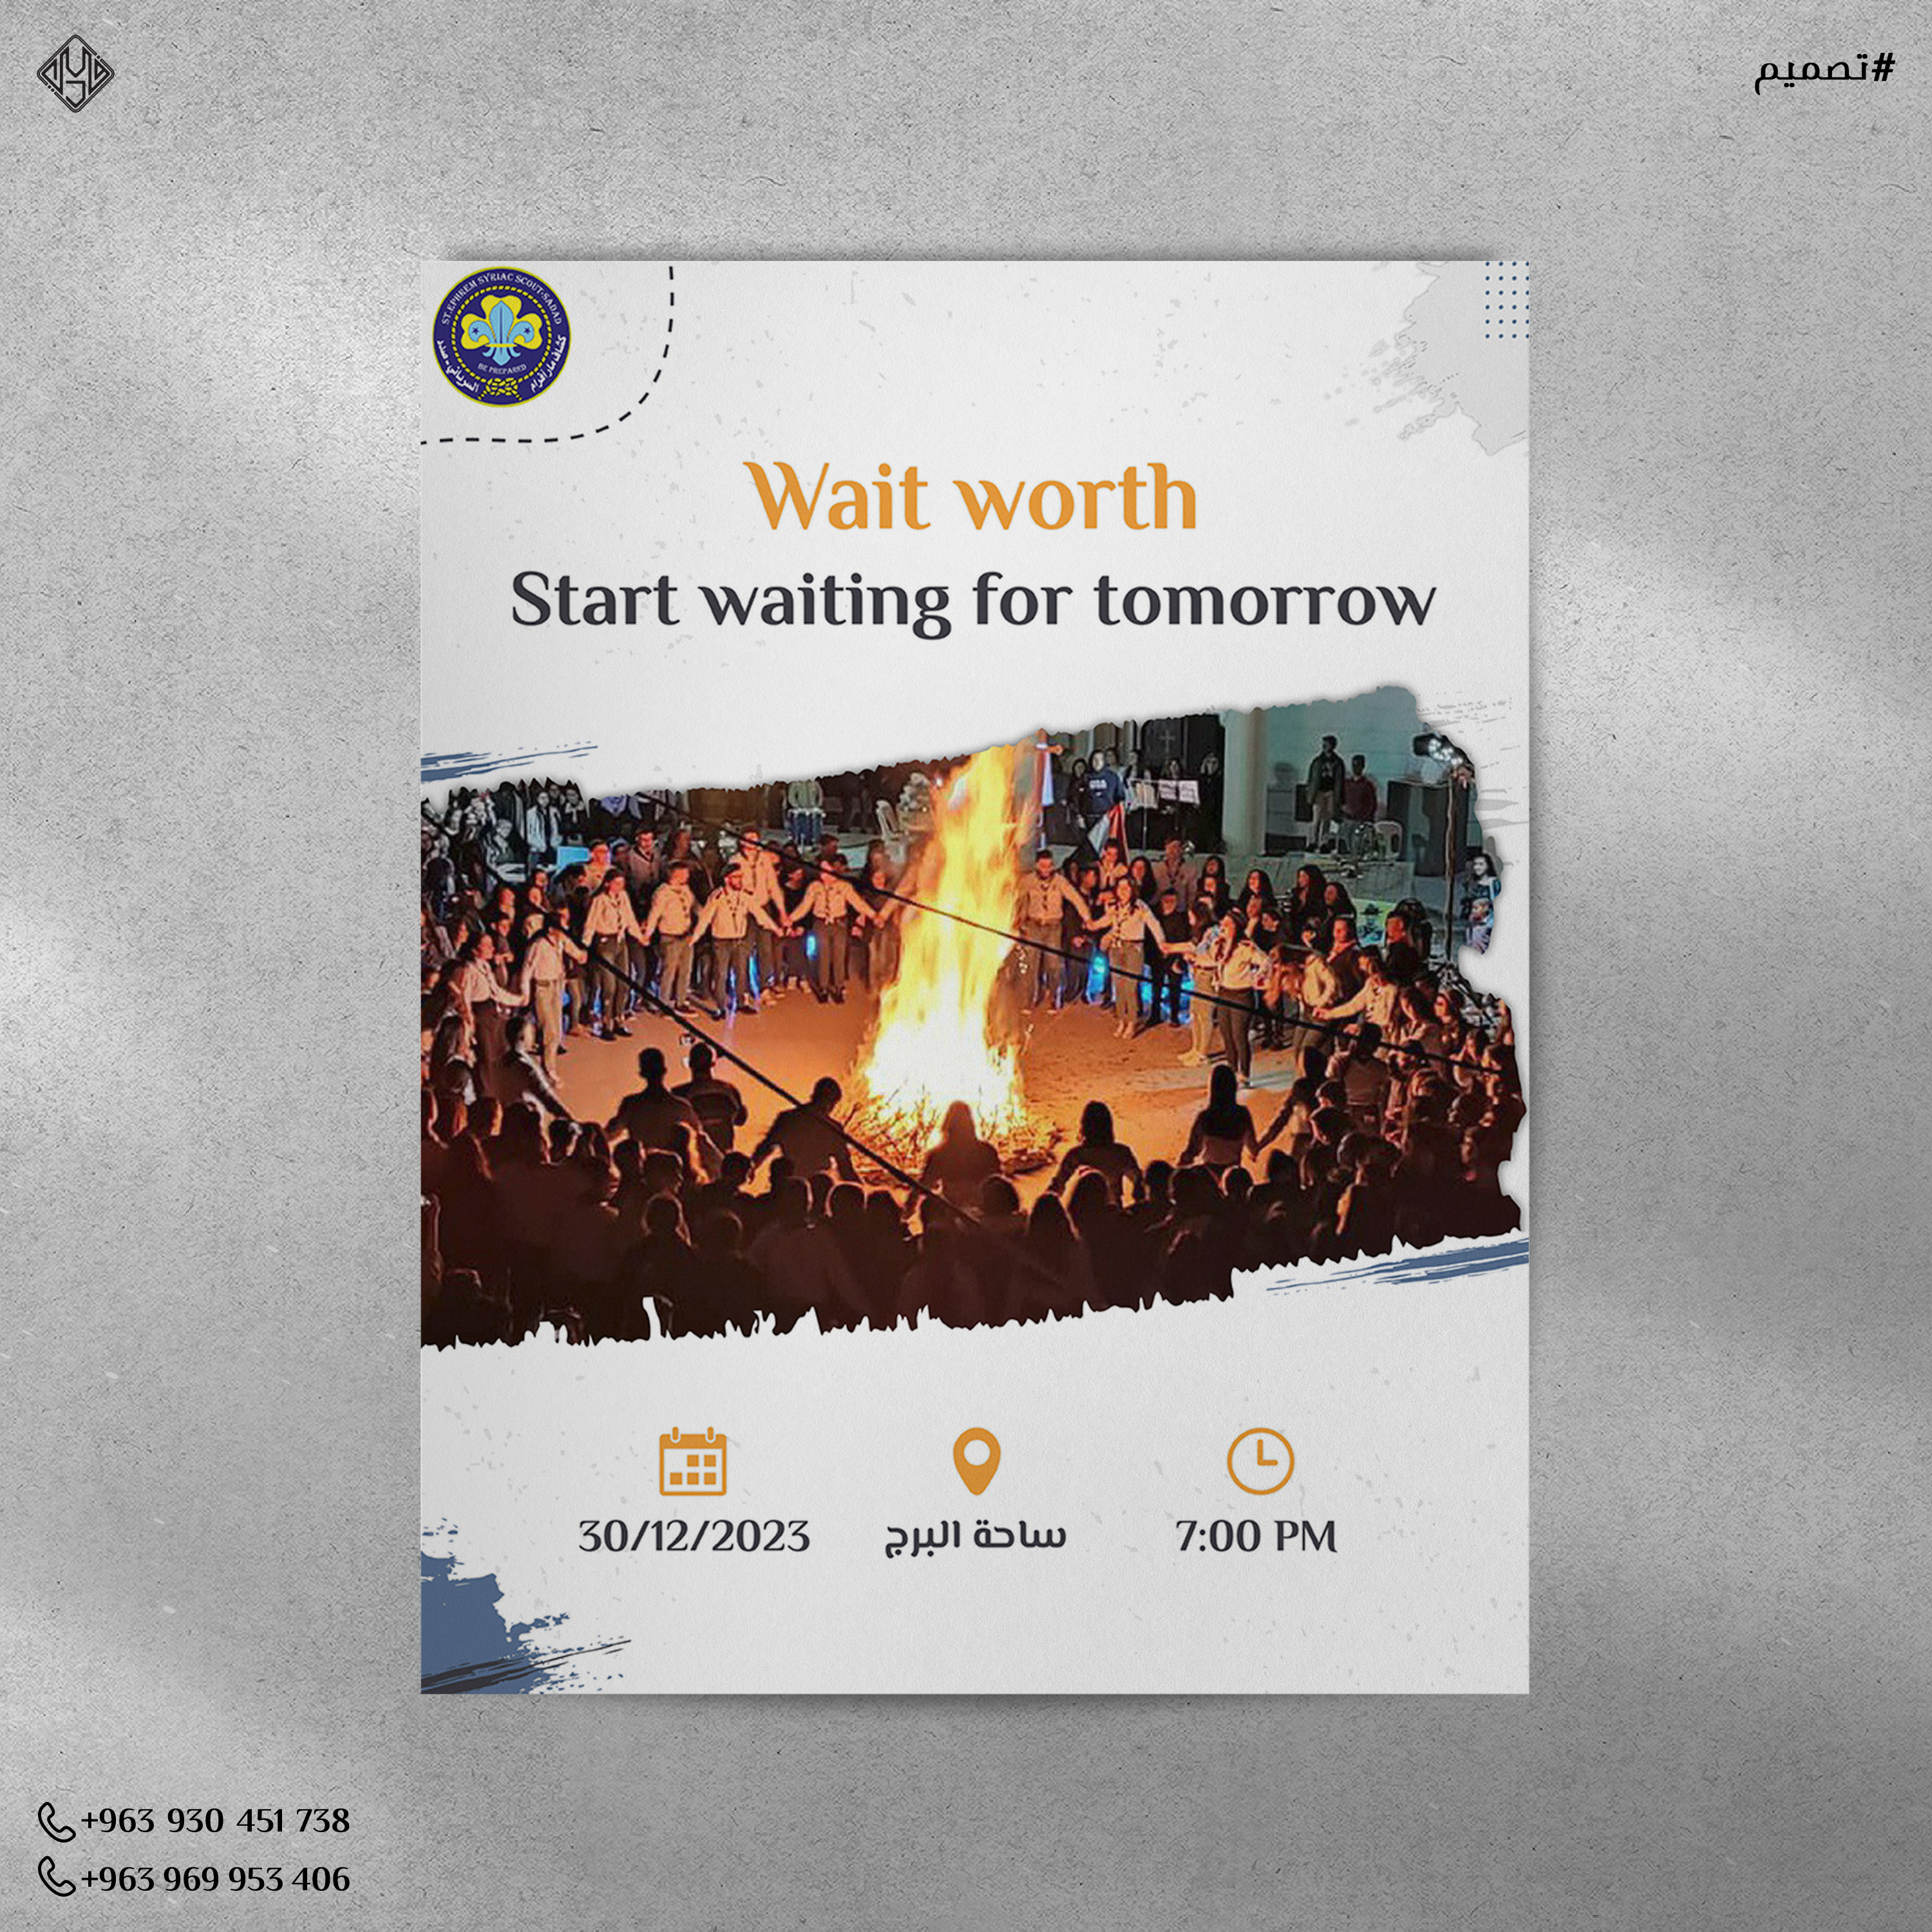 #تصميم
ST.EPHREM SYRIAC SCOUT-SADAD
BE PREPARED
كشاف مار افرام السرياني - صدد
Wait worth
Start waiting for tomorrow
30/12/2023
ساحة البرج
7:00 PM
+963 930 451 738
+963 969 953 406